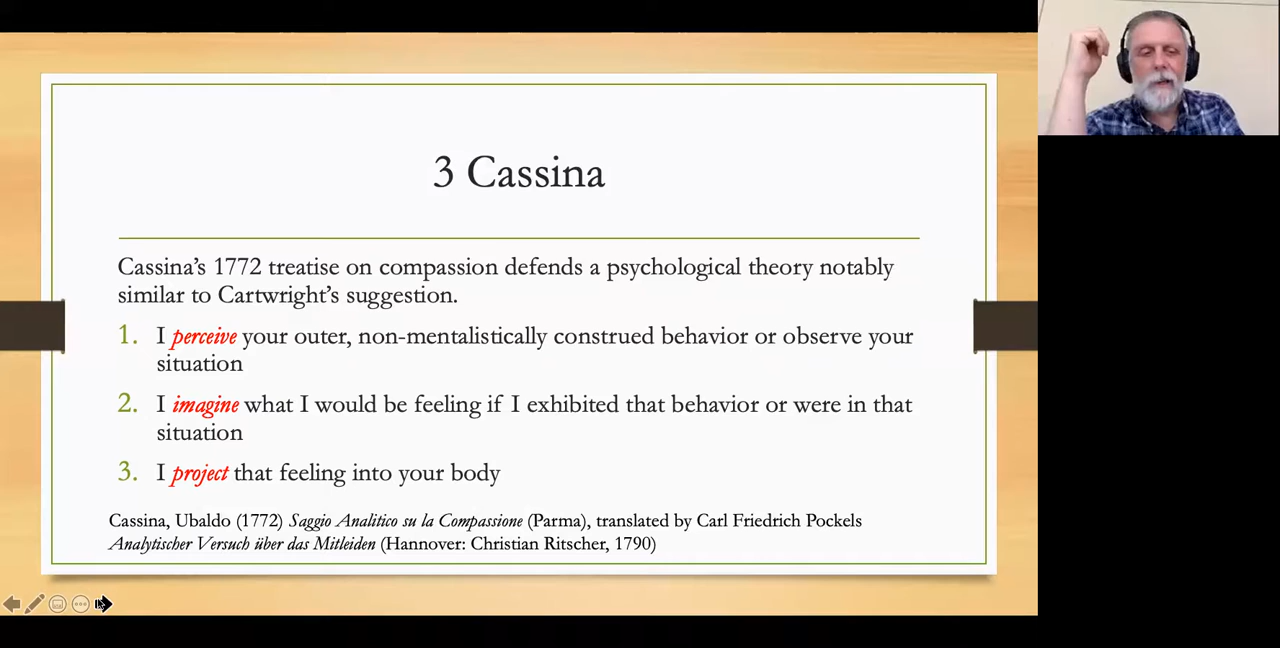 3 Cassina
Cassina's 1772 treatise on compassion defends a psychological theory notably
similar to Cartwright's suggestion.
1. I perceive your outer, non-mentalistically construed behavior or observe your
situation
2. I imagine what I would be feeling if I exhibited that behavior or were in that
situation
3. I project that feeling into your body
Cassina, Ubaldo (1772) Saggio Analitico su la Compassione (Parma), translated by Carl Friedrich Pockels
Analytischer Versuch über das Mitleiden (Hannover: Christian Ritscher, 1790)